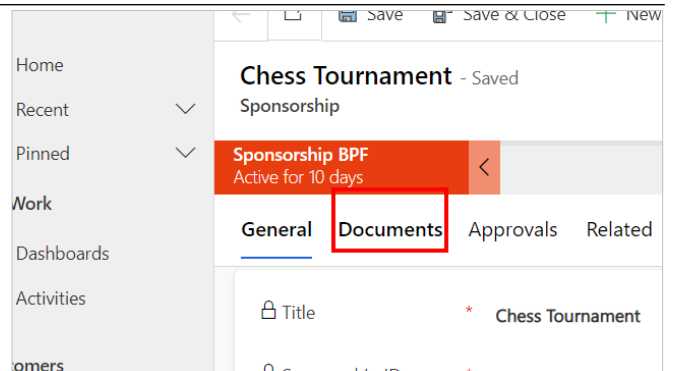 Save Save & Close New
Home
Recent
Pinned
Work
Dashboards
Activities
Chess Tournament - Saved
Sponsorship
Sponsorship BPF
Active for 10 days
General Documents Approvals Related
Title * Chess Tournament